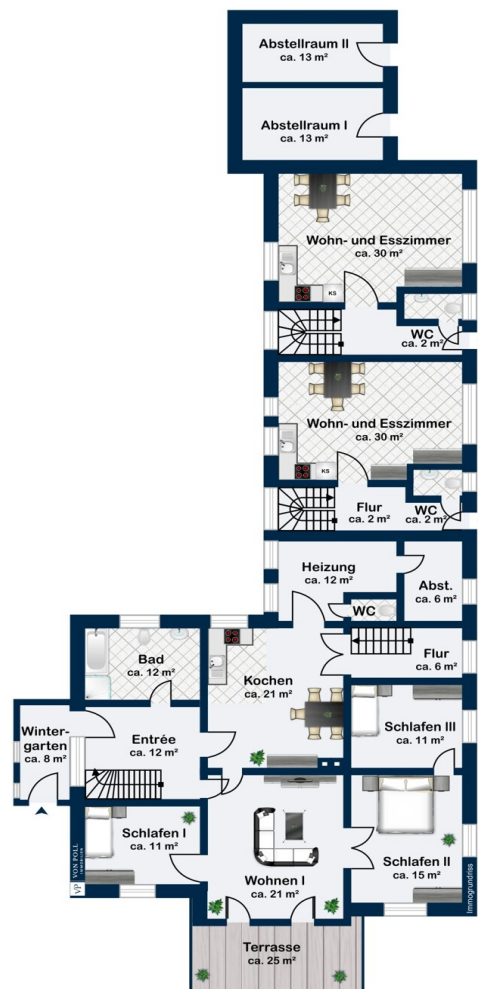 Abstellraum II
ca. 13 m²
Abstellraum I
ca. 13 m²
Wohn- und Esszimmer
ca. 30 m²
KS
WC
ca. 2 m²
Wohn- und Esszimmer
ca. 30 m²
KS
Flur
ca. 2 m²
WC
ca. 2 m²
Heizung
ca. 12 m²
Abst.
ca. 6 m²
WC
Bad
ca. 12 m²
Kochen
ca. 21 m²
Flur
ca. 6 m²
Winter-
garten
ca. 8 m²
Entrée
ca. 12 m²
Schlafen III
ca. 11 m²
Schlafen I
ca. 11 m²
Wohnen I
ca. 21 m²
Schlafen II
ca. 15 m²
VP
VON POLL
IMMOBILIEN
Immogrundriss
Terrasse
ca. 25 m²